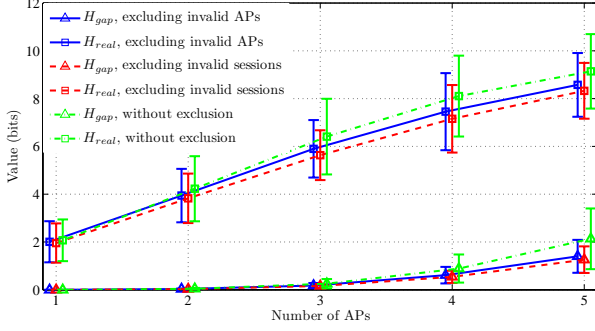 12
10
8
6
4
2
0
Value (bits)
H_gap, excluding invalid APs
H_real, excluding invalid APs
H_gap, excluding invalid sessions
H_real, excluding invalid sessions
H_gap, without exclusion
H_real, without exclusion
1 2 3 4 5
Number of APs